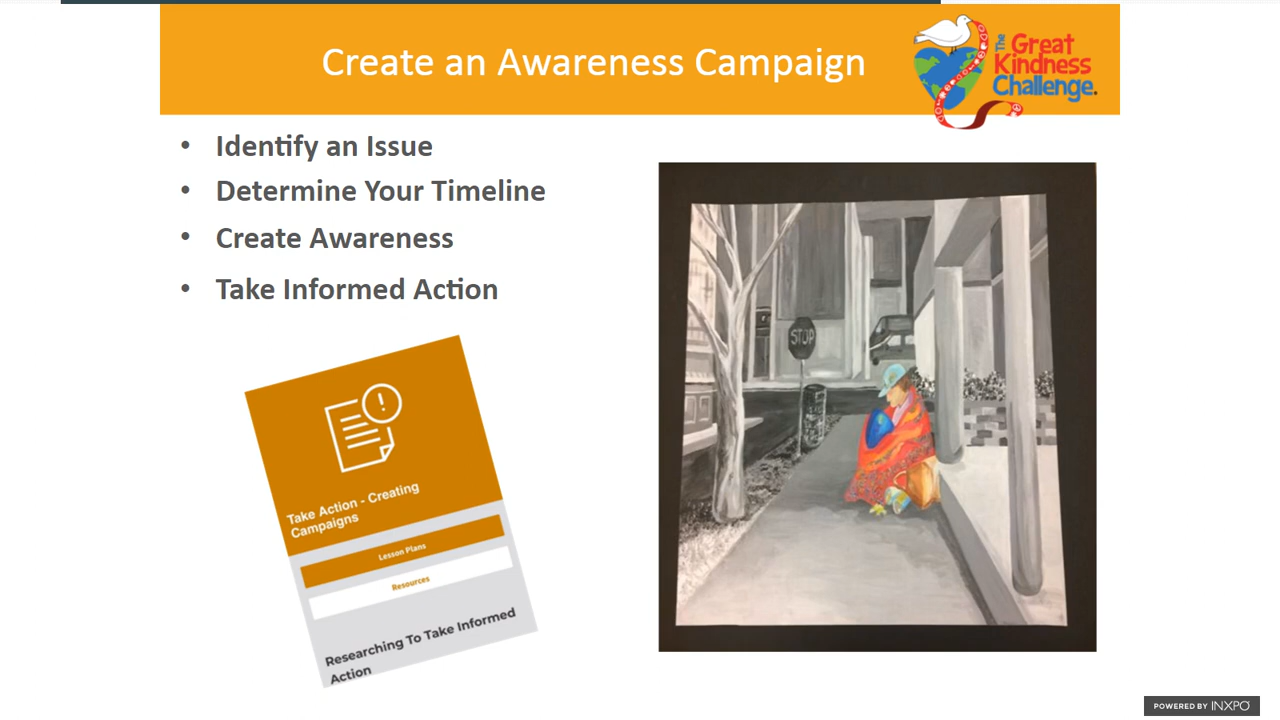 Create an Awareness Campaign
The Great
Kindness
Challenge.
• Identify an Issue
• Determine Your Timeline
• Create Awareness
• Take Informed Action
STOP
Take Action - Creating
Campaigns
Lesson Plans
Resources
Researching To Take Informed
Action
POWERED BY INXPO